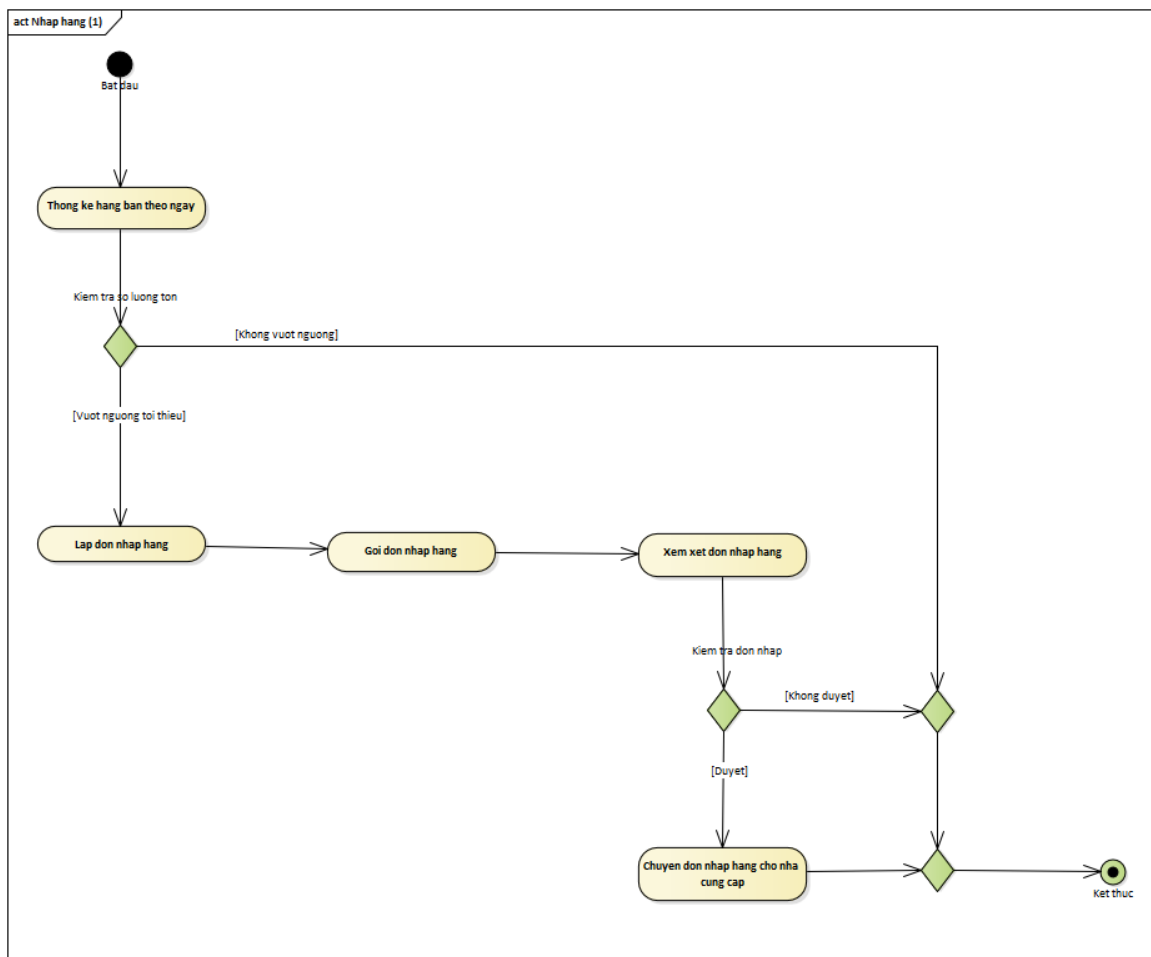 act Nhap hang (1)
Bat dau
Thong ke hang ban theo ngay
Kiem tra so luong ton
[Khong vuot nguong]
[Vuot nguong toi thieu]
Lap don nhap hang
Goi don nhap hang
Xem xet don nhap hang
Kiem tra don nhap
[Khong duyet]
[Duyet]
Chuyen don nhap hang cho nha
cung cap
Ket thuc